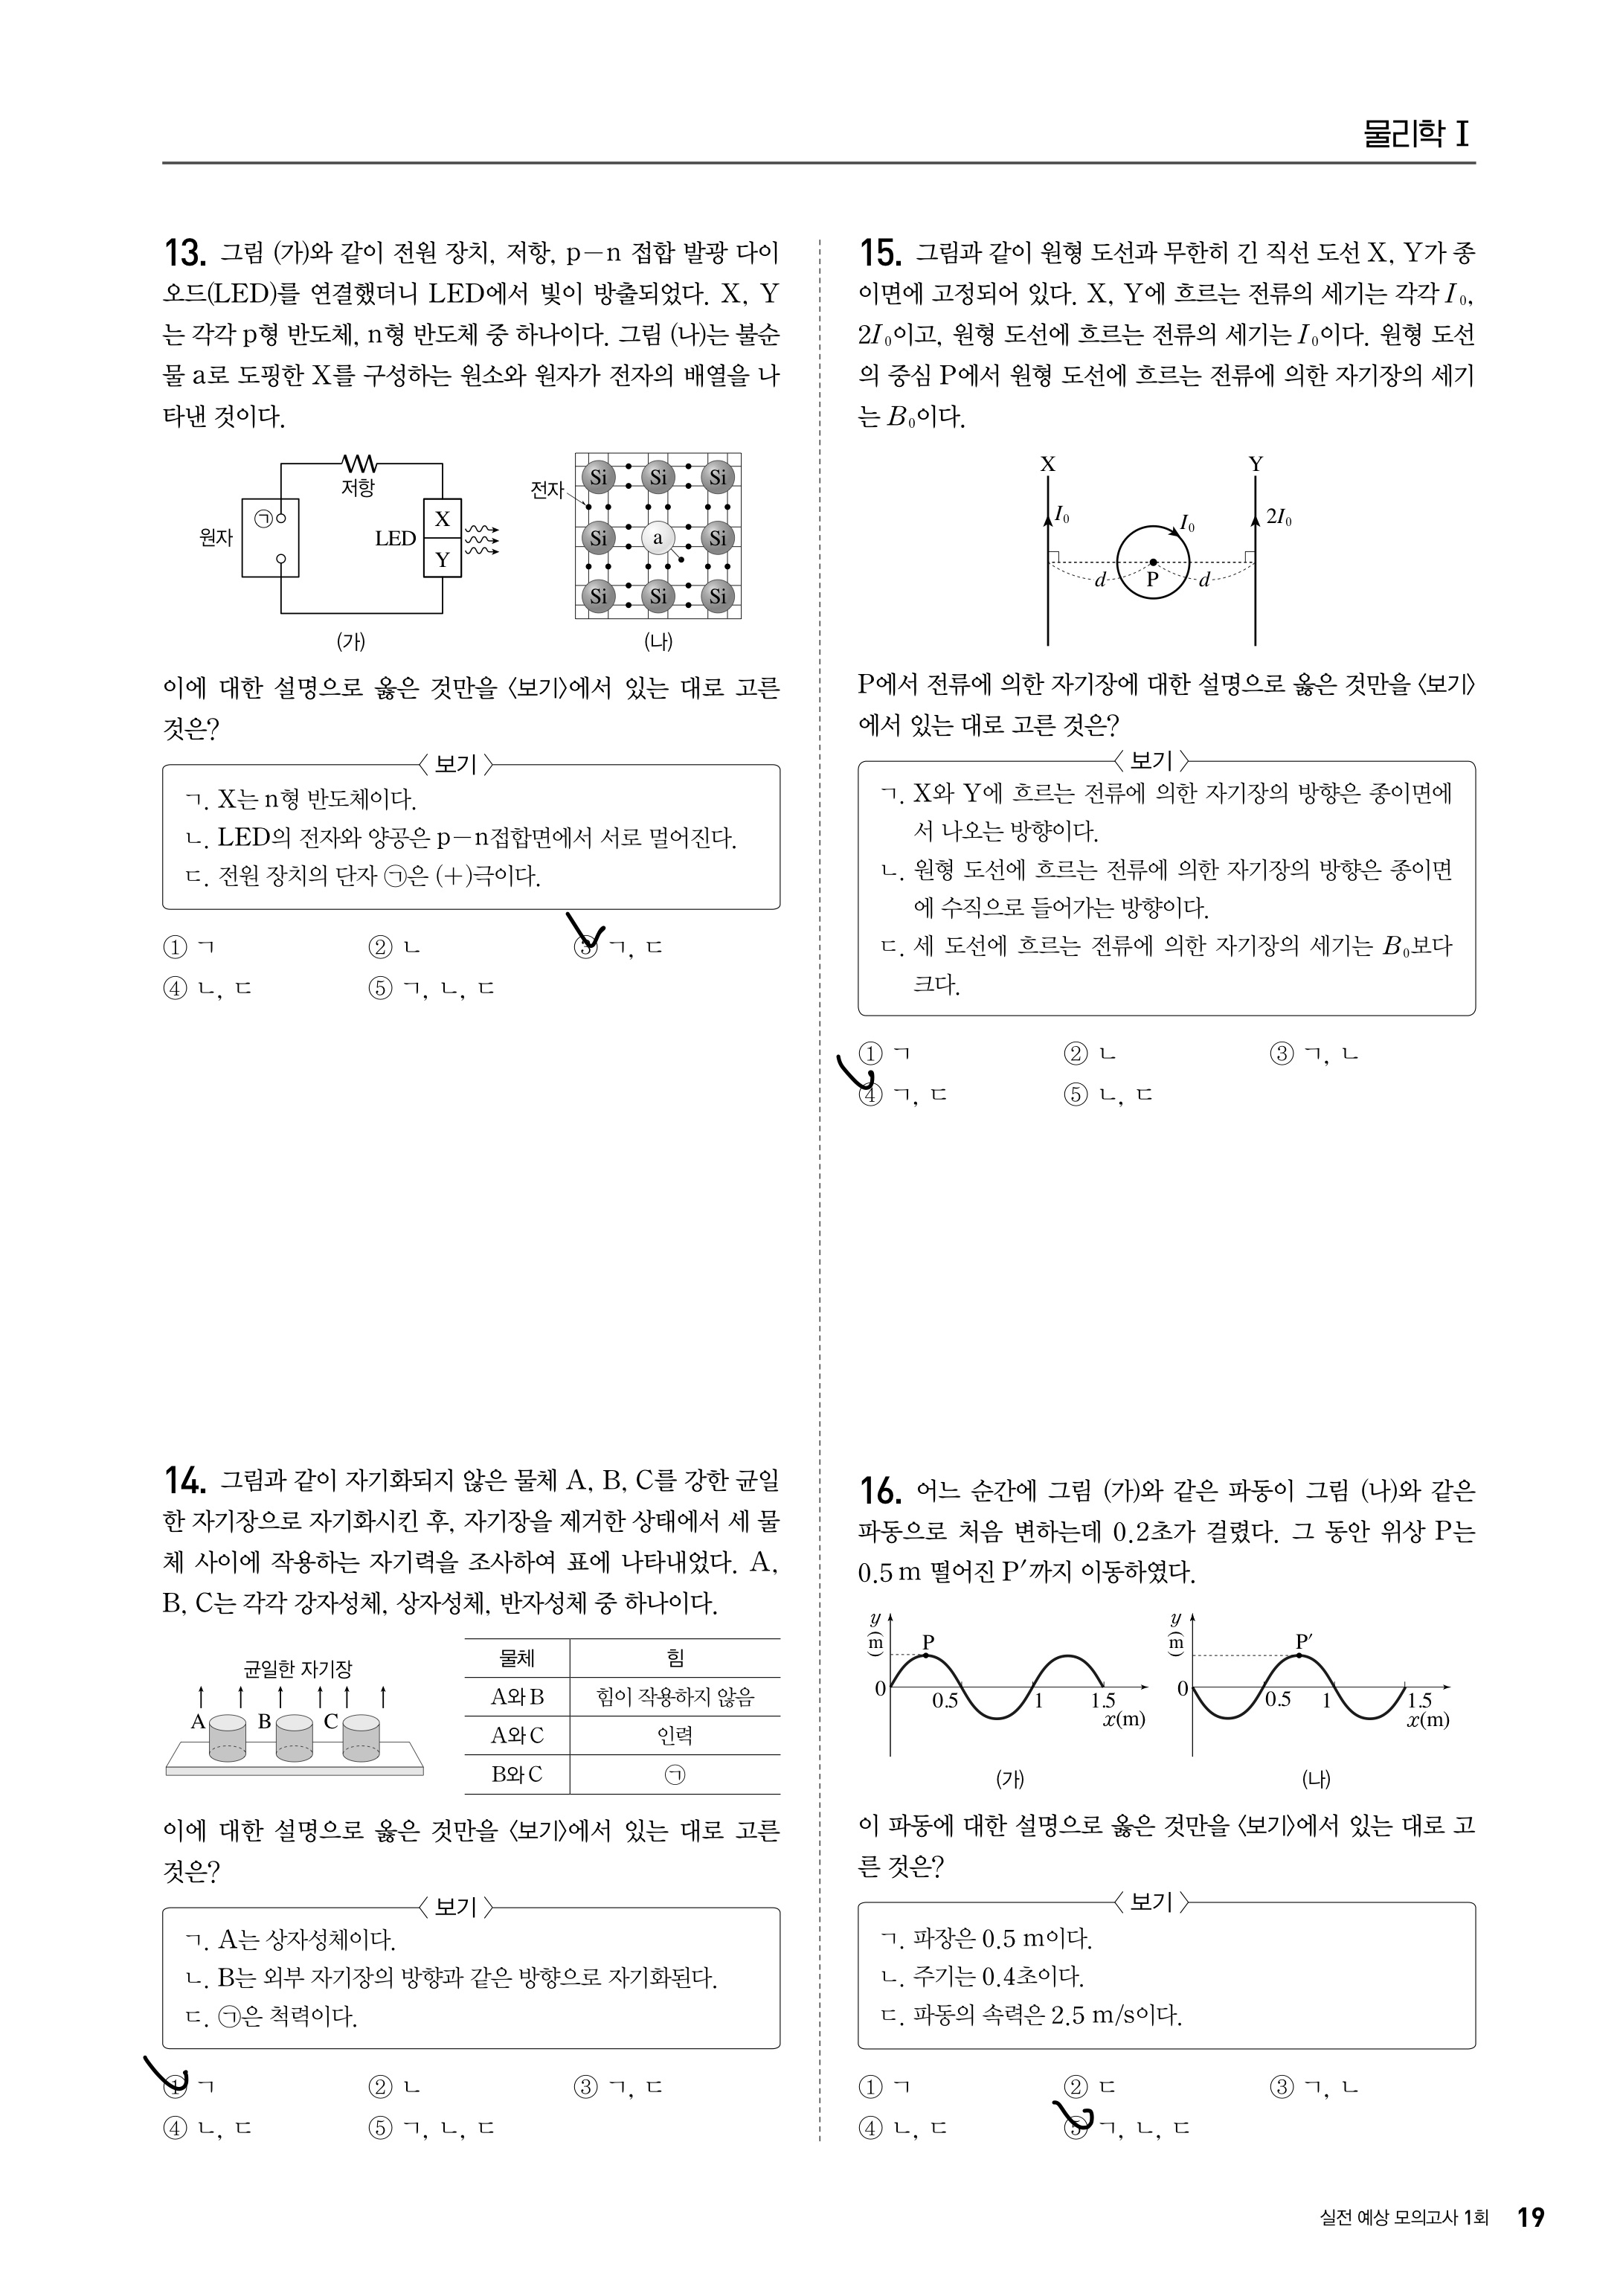 물리학 Ⅰ
13. 그림 (가)와 같이 전원 장치, 저항, p-n 접합 발광 다이
오드(LED)를 연결했더니 LED에서 빛이 방출되었다. X, Y
는 각각 p형 반도체, n형 반도체 중 하나이다. 그림 (나)는 불순
물 a로 도핑한 X를 구성하는 원소와 원자가 전자의 배열을 나
타낸 것이다.
저항
원자
㉠
LED
X
Y
(가)
전자
Si Si Si
Si a Si
Si Si Si
(나)
이에 대한 설명으로 옳은 것만을 〈보기〉에서 있는 대로 고른
것은?
〈 보기 〉
ㄱ. X는 n형 반도체이다.
ㄴ. LED의 전자와 양공은 p-n접합면에서 서로 멀어진다.
ㄷ. 전원 장치의 단자 ㉠은 (+)극이다.
① ㄱ ② ㄴ ③ ㄱ, ㄷ
④ ㄴ, ㄷ ⑤ ㄱ, ㄴ, ㄷ
14. 그림과 같이 자기화되지 않은 물체 A, B, C를 강한 균일
한 자기장으로 자기화시킨 후, 자기장을 제거한 상태에서 세 물
체 사이에 작용하는 자기력을 조사하여 표에 나타내었다. A,
B, C는 각각 강자성체, 상자성체, 반자성체 중 하나이다.
균일한 자기장
A B C
물체 힘
A와 B 힘이 작용하지 않음
A와 C 인력
B와 C ㉠
이에 대한 설명으로 옳은 것만을 〈보기〉에서 있는 대로 고른
것은?
〈 보기 〉
ㄱ. A는 상자성체이다.
ㄴ. B는 외부 자기장의 방향과 같은 방향으로 자기화된다.
ㄷ. ㉠은 척력이다.
① ㄱ ② ㄴ ③ ㄱ, ㄷ
④ ㄴ, ㄷ ⑤ ㄱ, ㄴ, ㄷ
15. 그림과 같이 원형 도선과 무한히 긴 직선 도선 X, Y가 종
이면에 고정되어 있다. X, Y에 흐르는 전류의 세기는 각각 I₀,
2I₀이고, 원형 도선에 흐르는 전류의 세기는 I₀이다. 원형 도선
의 중심 P에서 원형 도선에 흐르는 전류에 의한 자기장의 세기
는 B₀이다.
X Y
I₀ I₀ 2I₀
d P d
P에서 전류에 의한 자기장에 대한 설명으로 옳은 것만을 〈보기〉
에서 있는 대로 고른 것은?
〈 보기 〉
ㄱ. X와 Y에 흐르는 전류에 의한 자기장의 방향은 종이면에
서 나오는 방향이다.
ㄴ. 원형 도선에 흐르는 전류에 의한 자기장의 방향은 종이면
에 수직으로 들어가는 방향이다.
ㄷ. 세 도선에 흐르는 전류에 의한 자기장의 세기는 B₀보다
크다.
① ㄱ ② ㄴ ③ ㄱ, ㄴ
④ ㄱ, ㄷ ⑤ ㄴ, ㄷ
16. 어느 순간에 그림 (가)와 같은 파동이 그림 (나)와 같은
파동으로 처음 변하는데 0.2초가 걸렸다. 그 동안 위상 P는
0.5 m 떨어진 P′까지 이동하였다.
y(m)
P
0 0.5 1 1.5
x(m)
(가)
y(m)
P′
0 0.5 1 1.5
x(m)
(나)
이 파동에 대한 설명으로 옳은 것만을 〈보기〉에서 있는 대로 고
른 것은?
〈 보기 〉
ㄱ. 파장은 0.5 m이다.
ㄴ. 주기는 0.4초이다.
ㄷ. 파동의 속력은 2.5 m/s이다.
① ㄱ ② ㄷ ③ ㄱ, ㄴ
④ ㄴ, ㄷ ⑤ ㄱ, ㄴ, ㄷ
실전 예상 모의고사 1회 19